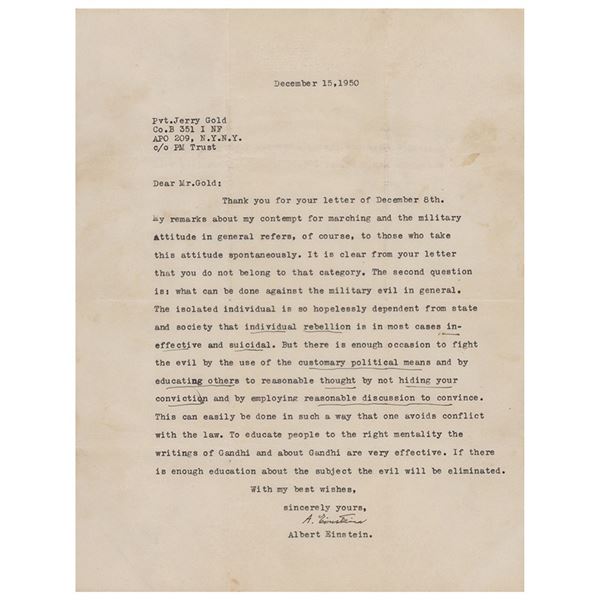 December 15,1950
Pvt.Jerry Gold
Co.B 351 I NF
APO 209, N.Y.N.Y.
c/o PM Trust
Dear Mr.Gold:
Thank you for your letter of December 8th.
My remarks about my contempt for marching and the military
attitude in general refers, of course, to those who take
this attitude spontaneously. It is clear from your letter
that you do not belong to that category. The second question
is: what can be done against the military evil in general.
The isolated individual is so hopelessly dependent from state
and society that individual rebellion is in most cases in-
effective and suicidal. But there is enough occasion to fight
the evil by the use of the customary political means and by
educating others to reasonable thought by not hiding your
conviction and by employing reasonable discussion to convince.
This can easily be done in such a way that one avoids conflict
with the law. To educate people to the right mentality the
writings of Gandhi and about Gandhi are very effective. If there
is enough education about the subject the evil will be eliminated.
With my best wishes,
sincerely yours,
A. Einstein
Albert Einstein.